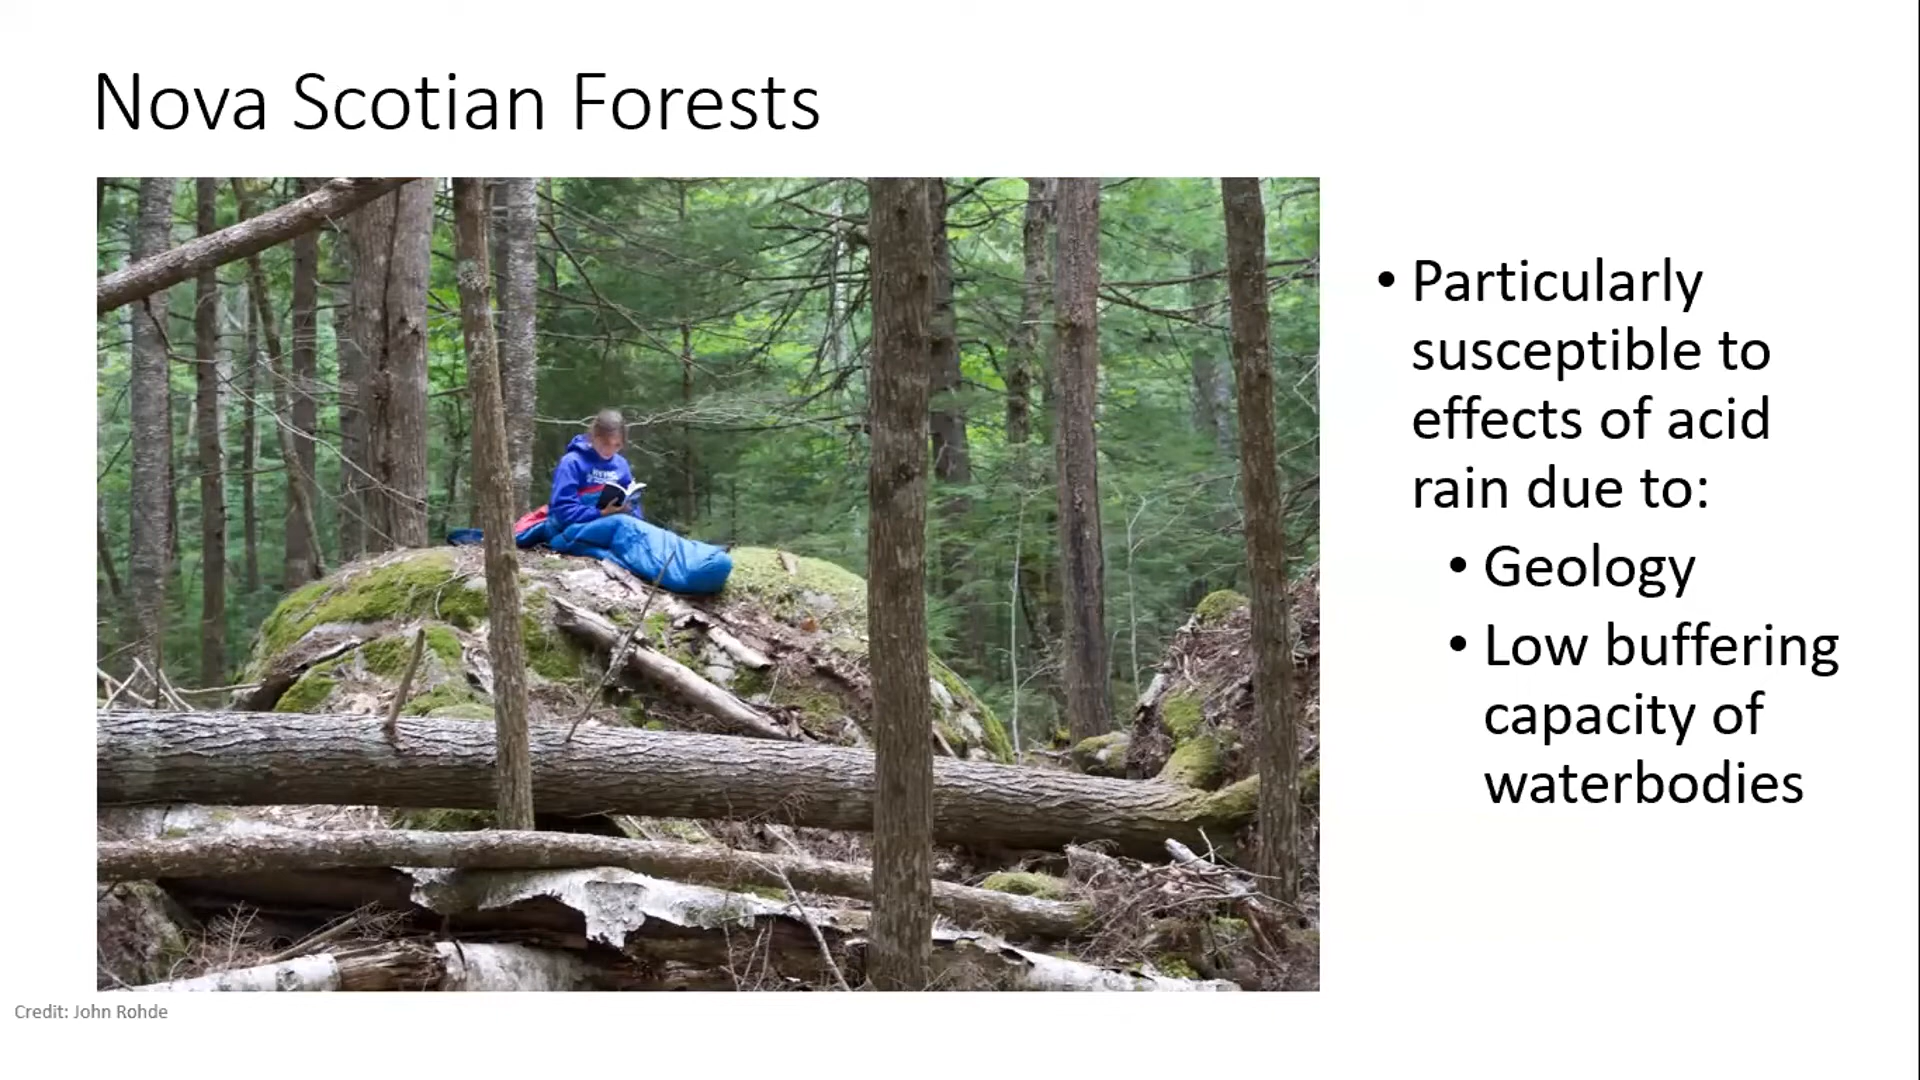 Nova Scotian Forests
• Particularly
susceptible to
effects of acid
rain due to:
• Geology
• Low buffering
capacity of
waterbodies
Credit: John Rohde